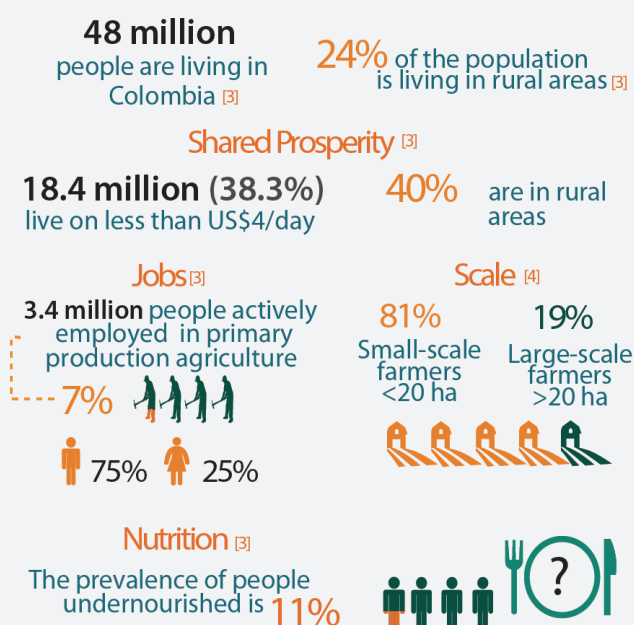 48 million
people are living in
Colombia [3]
24% of the population
is living in rural areas [3]
Shared Prosperity [3]
18.4 million (38.3%)
live on less than US$4/day
40% are in rural
areas
Jobs [3]
3.4 million people actively
employed in primary
production agriculture
7%
75% 25%
Scale [4]
81%
Small-scale
farmers
<20 ha
19%
Large-scale
farmers
>20 ha
Nutrition [3]
The prevalence of people
undernourished is 11%
?